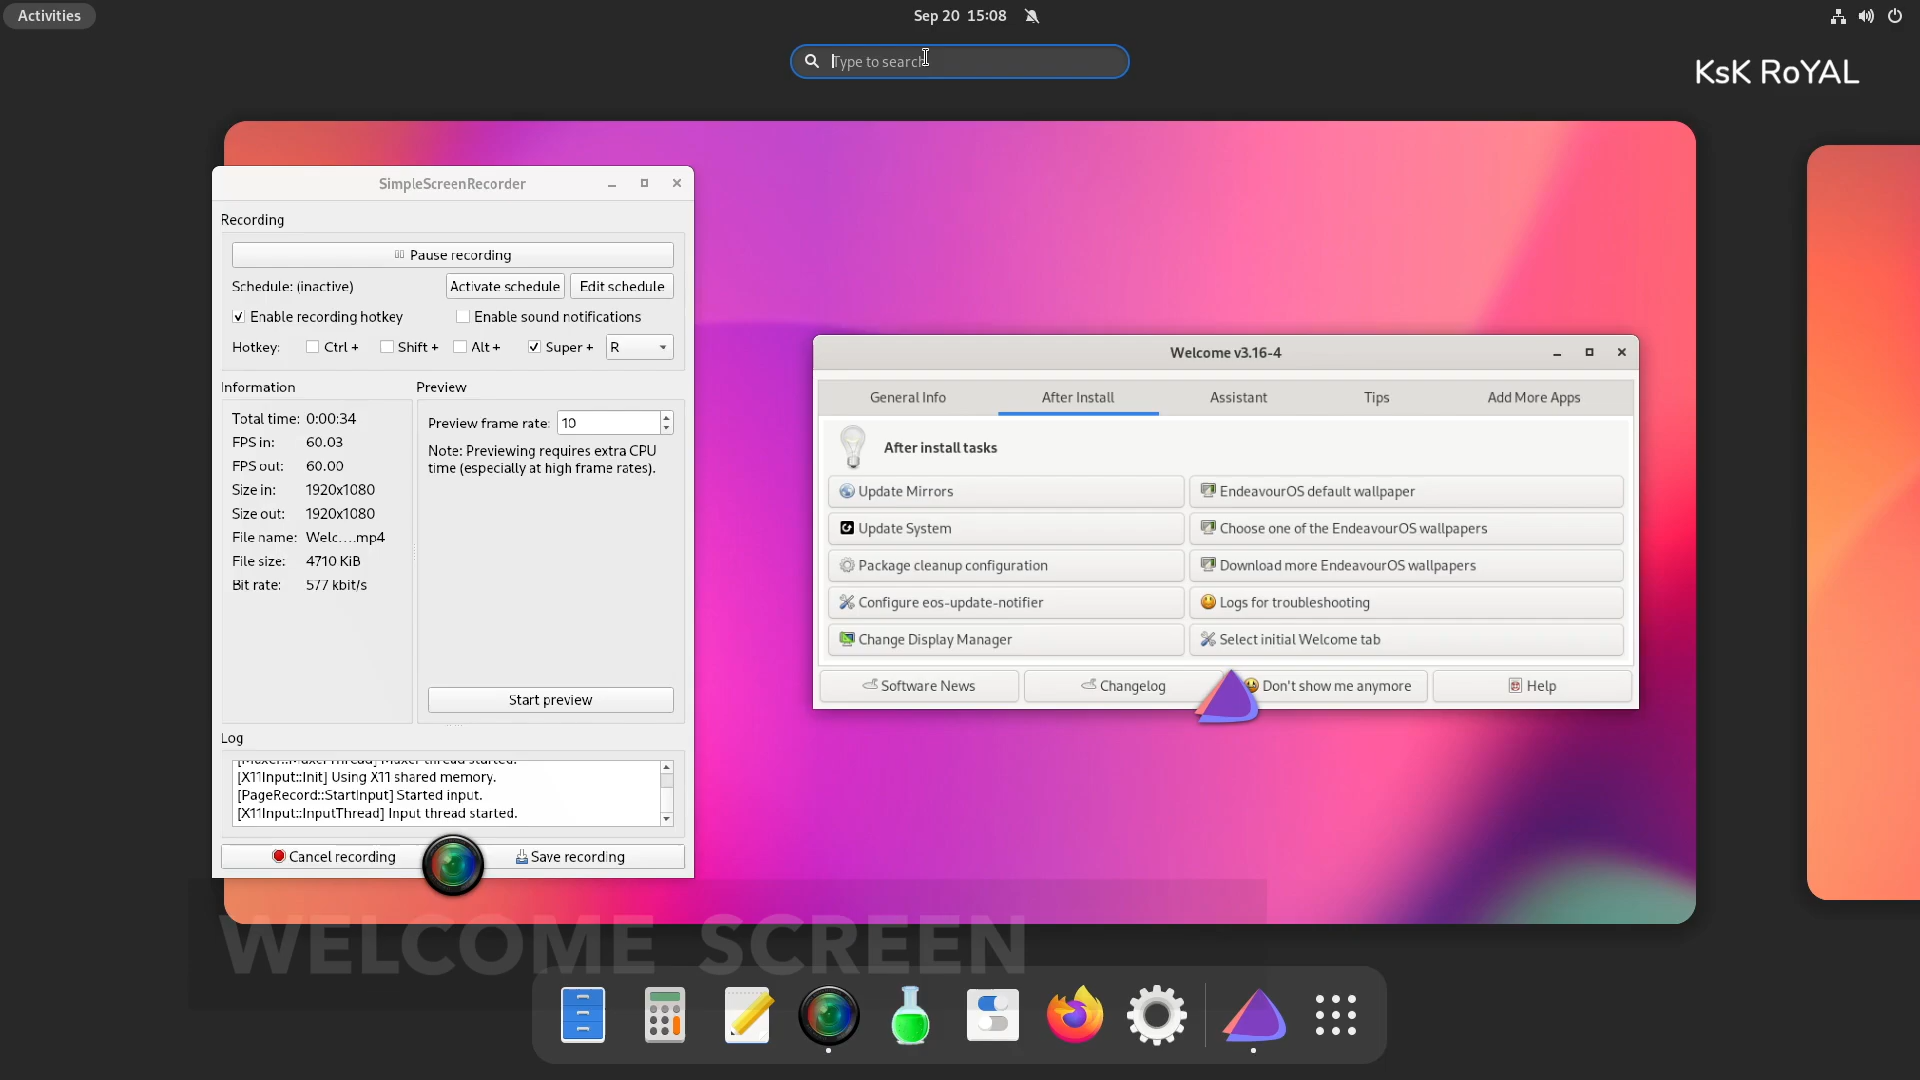 Activities
Sep 20 15:08
Type to search
KsK RoYAL
SimpleScreenRecorder
Recording
Pause recording
Schedule: (inactive) Activate schedule Edit schedule
Enable recording hotkey Enable sound notifications
Hotkey: Ctrl + Shift + Alt + Super + R
Information Preview
Total time: 0:00:34
FPS in: 60.03
FPS out: 60.00
Size in: 1920x1080
Size out: 1920x1080
File name: Welc....mp4
File size: 4710 KiB
Bit rate: 577 kbit/s
Preview frame rate: 10
Note: Previewing requires extra CPU
time (especially at high frame rates).
Start preview
Log
[X11Input::Init] Using X11 shared memory.
[PageRecord::StartInput] Started input.
[X11Input::InputThread] Input thread started.
Cancel recording Save recording
Welcome v3.16-4
General Info After Install Assistant Tips Add More Apps
After install tasks
Update Mirrors EndeavourOS default wallpaper
Update System Choose one of the EndeavourOS wallpapers
Package cleanup configuration Download more EndeavourOS wallpapers
Configure eos-update-notifier Logs for troubleshooting
Change Display Manager Select initial Welcome tab
Software News Changelog Don't show me anymore Help
WELCOME SCREEN